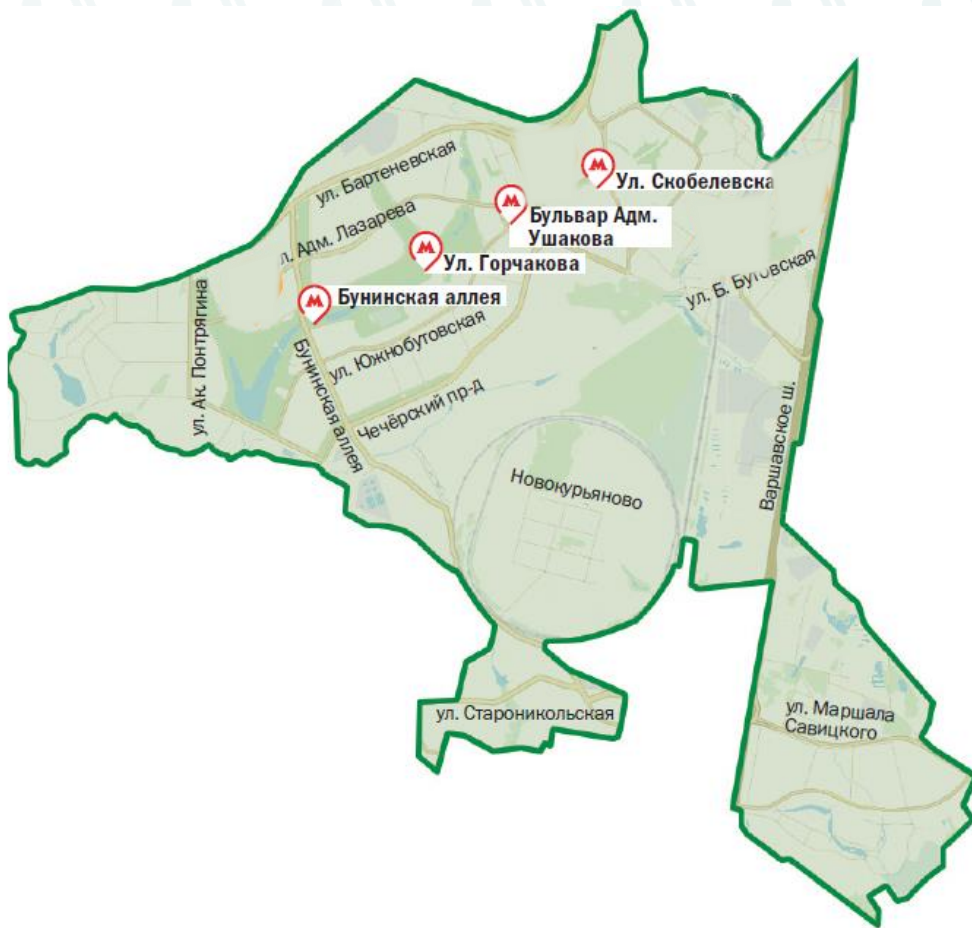 М
Ул. Скобелевска
М
Бульвар Адм.
Ушакова
М
Ул. Горчакова
М
Бунинская аллея
ул. Бартеневская
л. Адм. Лазарева
ул. Б. Бутовская
ул. Ак. Понтрягина
Бунинская аллея
ул. Южнобутовская
Чечёрский пр-д
Варшавское ш.
Новокурьяново
ул. Староникольская
ул. Маршала
Савицкого